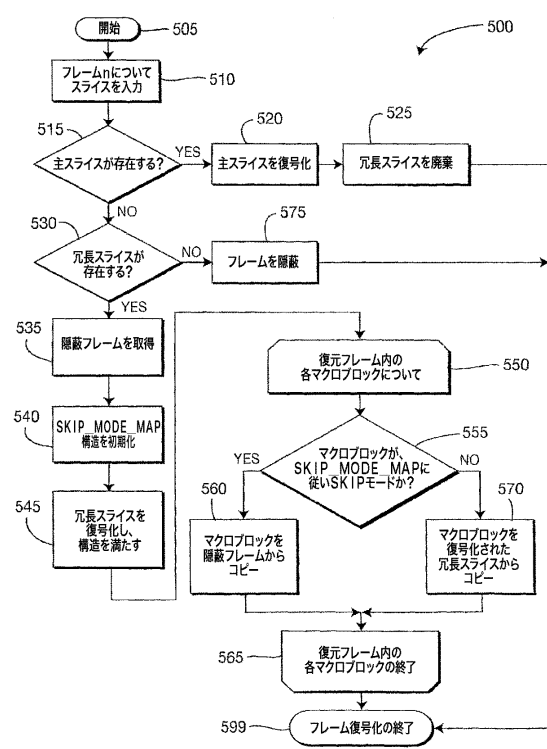 開始
505
500
フレームnについて
スライスを入力
510
515
主スライスが存在する?
YES
520
主スライスを復号化
525
冗長スライスを廃棄
NO
530
冗長スライスが
存在する?
NO
575
フレームを隠蔽
YES
535
隠蔽フレームを取得
540
SKIP_MODE_MAP
構造を初期化
545
冗長スライスを
復号化し、
構造を満たす
復元フレーム内の
各マクロブロックについて
550
555
マクロブロックが、
SKIP_MODE_MAPに
従いSKIPモードか?
YES
NO
560
マクロブロックを
隠蔽フレームから
コピー
570
マクロブロックを
復号化された
冗長スライスから
コピー
565
復元フレーム内の
各マクロブロックの終了
599
フレーム復号化の終了